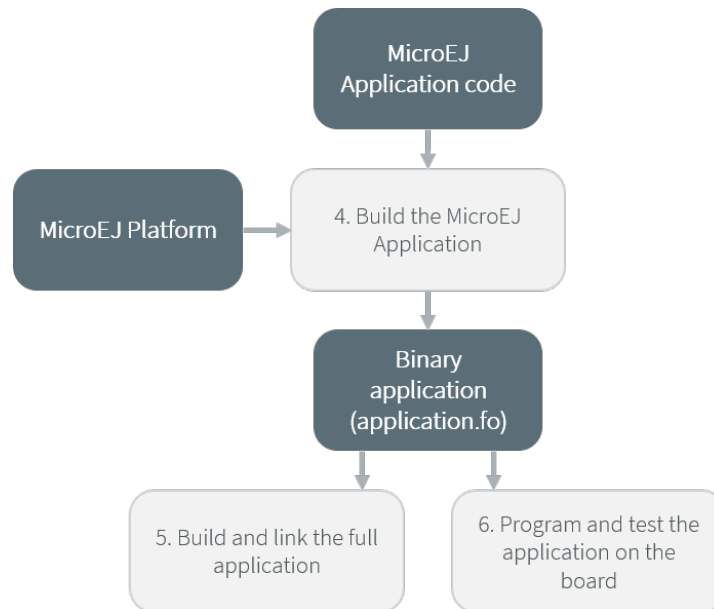 MicroEJ
Application code
MicroEJ Platform
4. Build the MicroEJ
Application
Binary
application
(application.fo)
5. Build and link the full
application
6. Program and test the
application on the
board